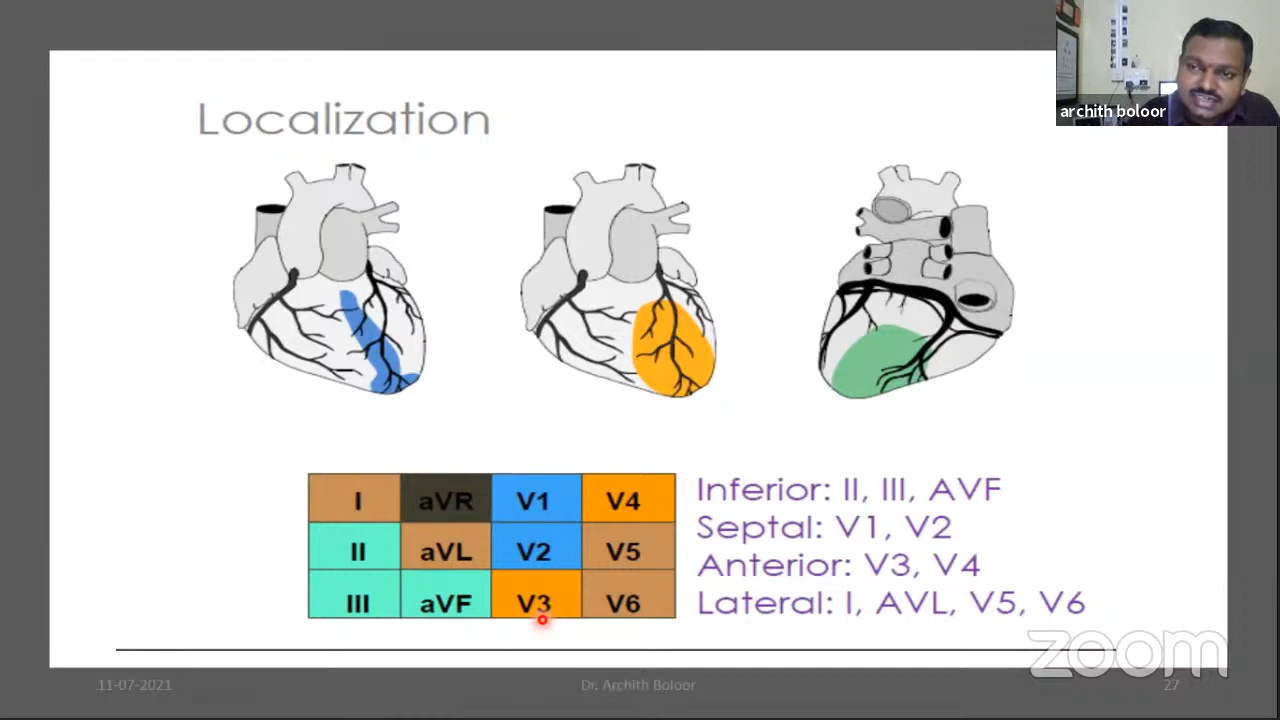 archith boloor
Localization
I aVR V1 V4
II aVL V2 V5
III aVF V3 V6
Inferior: II, III, AVF
Septal: V1, V2
Anterior: V3, V4
Lateral: I, AVL, V5, V6
zoom
11-07-2021
Dr. Archith Boloor
27